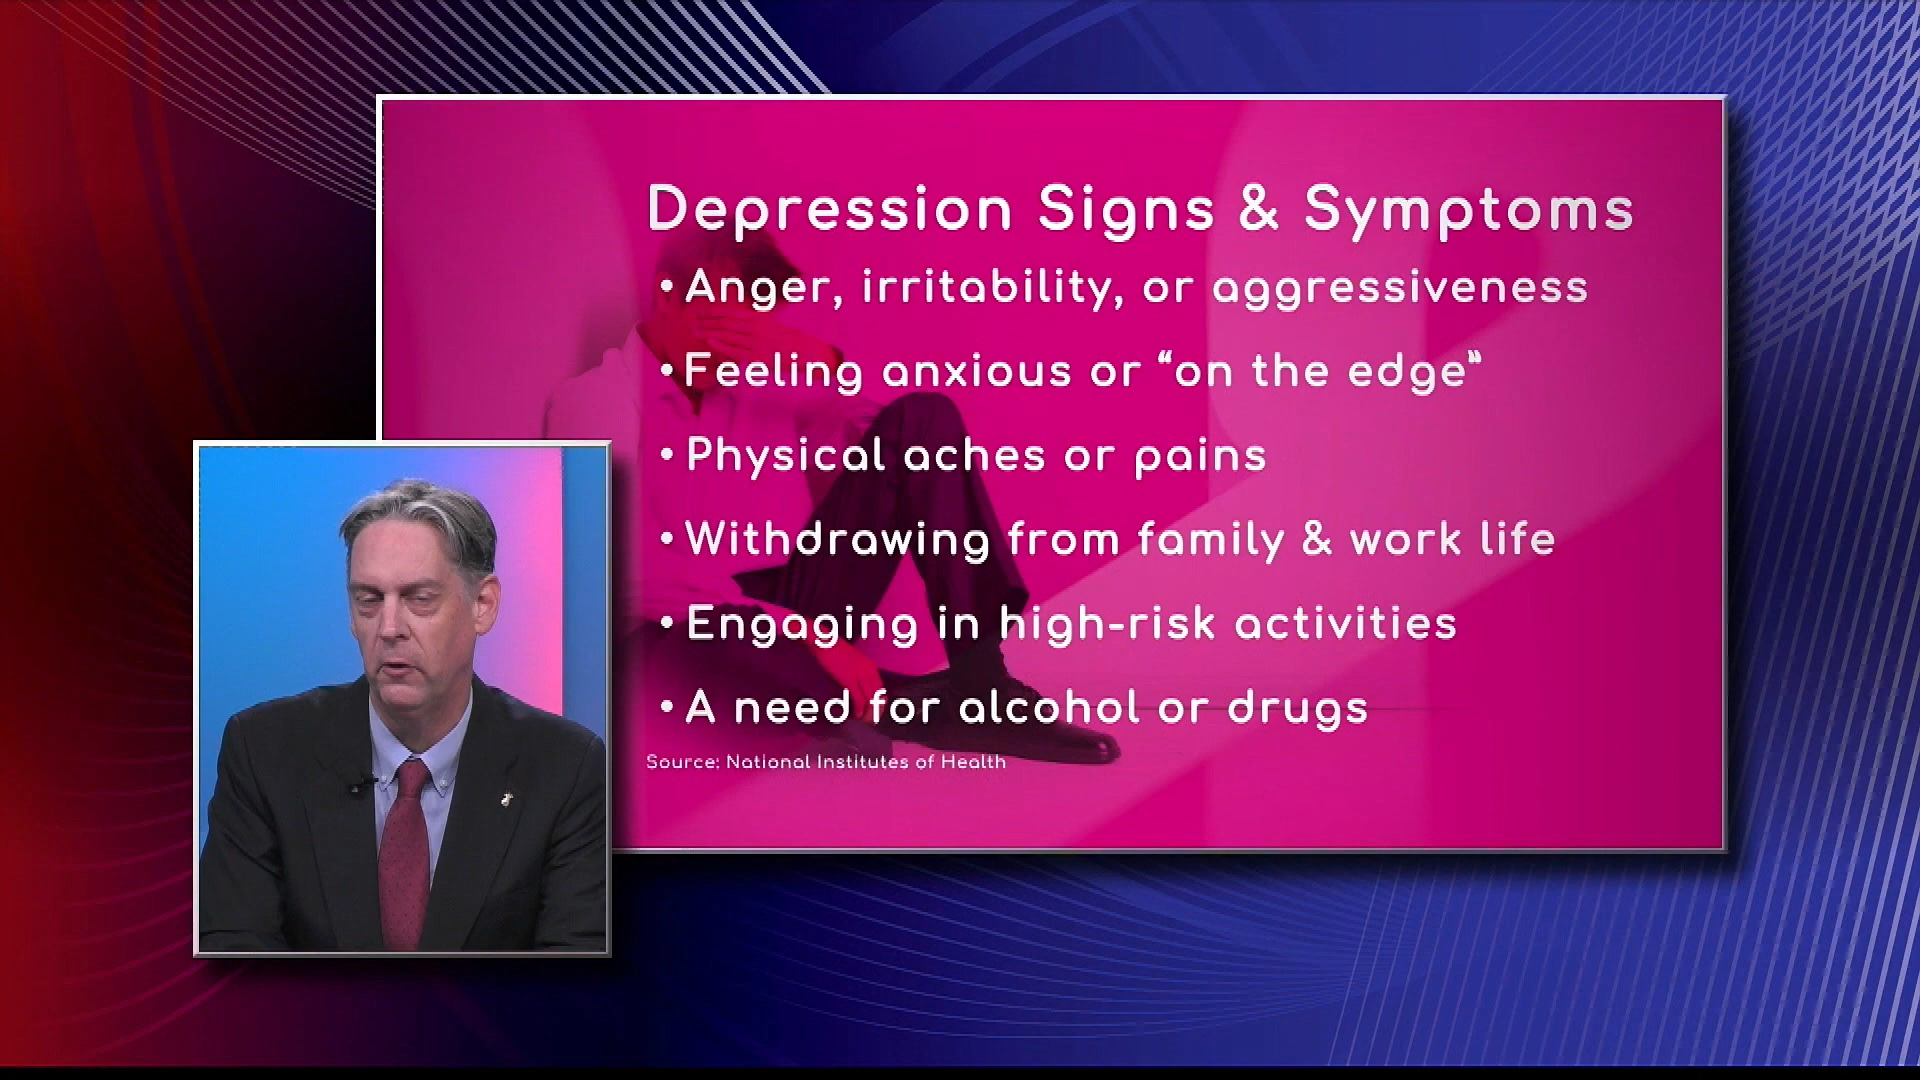 Depression Signs & Symptoms
• Anger, irritability, or aggressiveness
• Feeling anxious or “on the edge”
• Physical aches or pains
• Withdrawing from family & work life
• Engaging in high-risk activities
• A need for alcohol or drugs
Source: National Institutes of Health